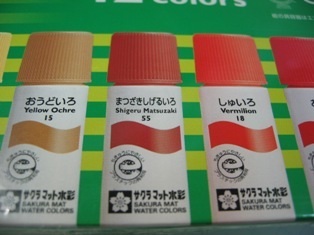 colors
おうどいろ
Yellow Ochre
15
サクラマット水彩
SAKURA MAT
WATER COLORS
まつざきしげるいろ
Shigeru Matsuzaki
55
サクラマット水彩
SAKURA MAT
WATER COLORS
しゅいろ
Vermilion
18
サクラマット水彩
SAKURA MAT
WATER COLORS